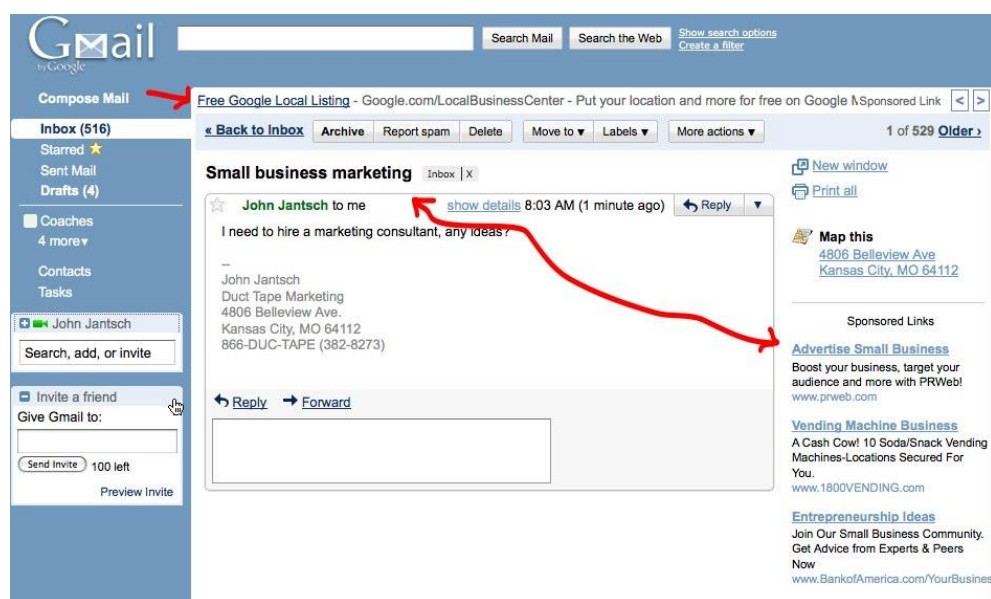 Gmail
by Google
Search Mail
Search the Web
Show search options
Create a filter
Compose Mail
Inbox (516)
Starred
Sent Mail
Drafts (4)
Coaches
4 more▾
Contacts
Tasks
John Jantsch
Search, add, or invite
Invite a friend
Give Gmail to:
Send Invite 100 left
Preview Invite
Free Google Local Listing - Google.com/LocalBusinessCenter - Put your location and more for free on Google Sponsored Link < >
« Back to Inbox Archive Report spam Delete Move to ▾ Labels ▾ More actions ▾ 1 of 529 Older ›
Small business marketing Inbox | X
John Jantsch to me show details 8:03 AM (1 minute ago) Reply ▾
I need to hire a marketing consultant, any ideas?
--
John Jantsch
Duct Tape Marketing
4806 Belleview Ave.
Kansas City, MO 64112
866-DUC-TAPE (382-8273)
Reply Forward
New window
Print all
Map this
4806 Belleview Ave
Kansas City, MO 64112
Sponsored Links
Advertise Small Business
Boost your business, target your
audience and more with PRWeb!
www.prweb.com
Vending Machine Business
A Cash Cow! 10 Soda/Snack Vending
Machines-Locations Secured For
You.
www.1800VENDING.com
Entrepreneurship Ideas
Join Our Small Business Community.
Get Advice from Experts & Peers
Now
www.BankofAmerica.com/YourBusines